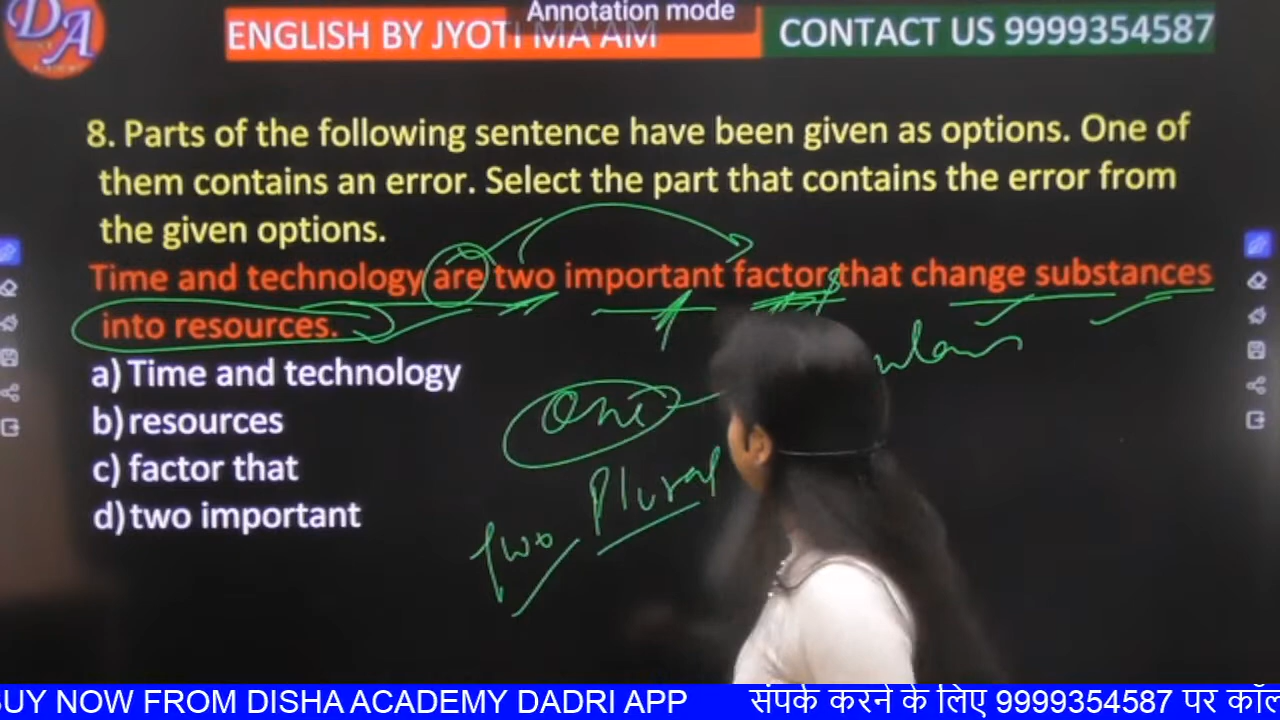 Annotation mode
DA
ENGLISH BY JYOTI MA'AM
CONTACT US 9999354587
8. Parts of the following sentence have been given as options. One of
them contains an error. Select the part that contains the error from
the given options.
Time and technology are two important factor that change substances
into resources.
a) Time and technology
b) resources
c) factor that
d) two important
One
Plural
two
BUY NOW FROM DISHA ACADEMY DADRI APP
संपर्क करने के लिए 9999354587 पर कॉल